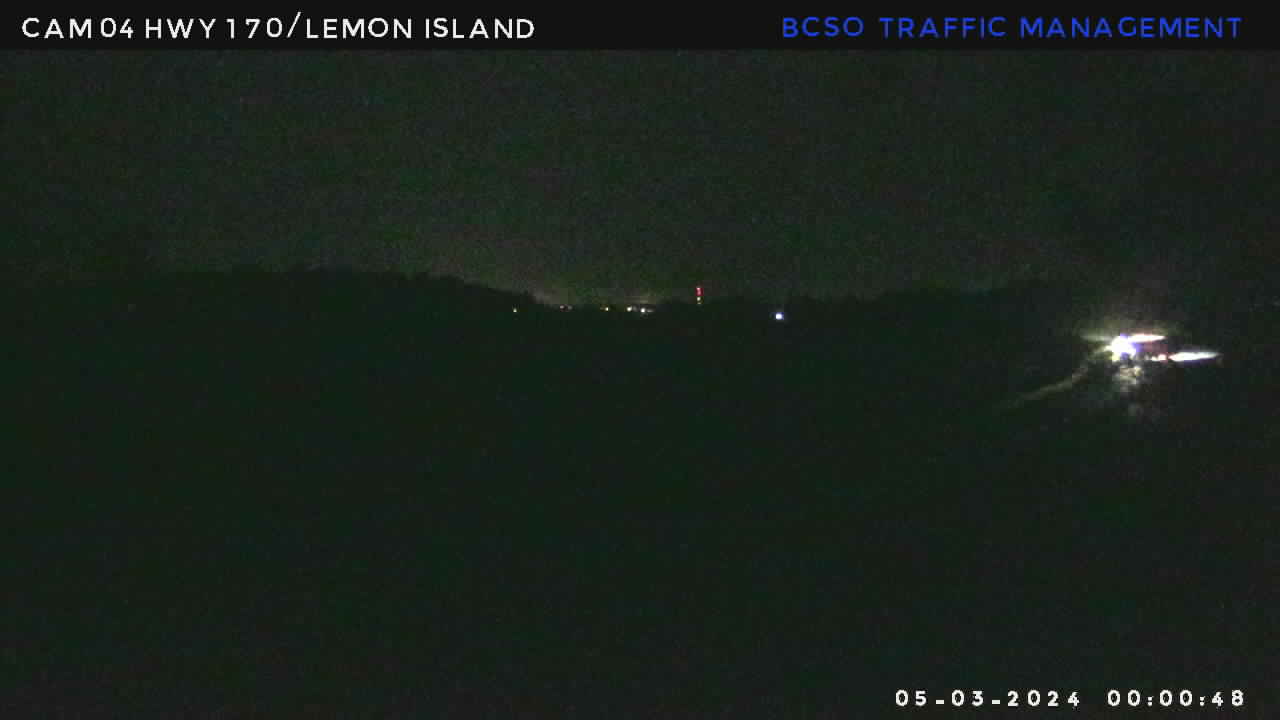 CAM04 HWY 170/LEMON ISLAND
BCSO TRAFFIC MANAGEMENT
05-03-2024 00:00:48